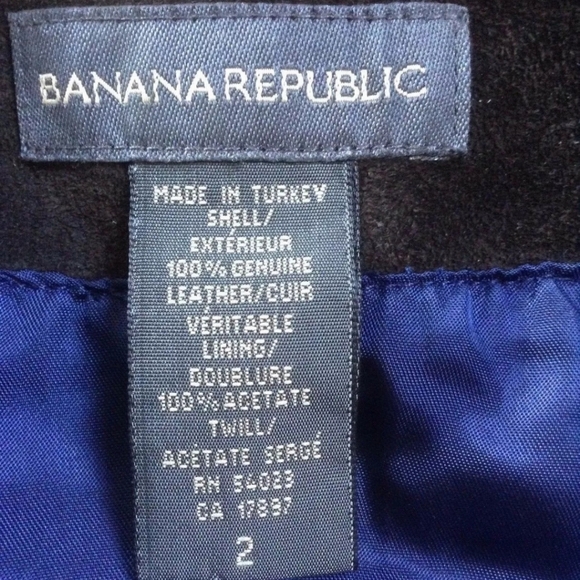 BANANA REPUBLIC
MADE IN TURKEY
SHELL/
EXTÉRIEUR
100% GENUINE
LEATHER/CUIR
VÉRITABLE
LINING/
DOUBLURE
100% ACETATE
TWILL/
ACÉTATE SERGÉ
RN 54023
CA 17897
2